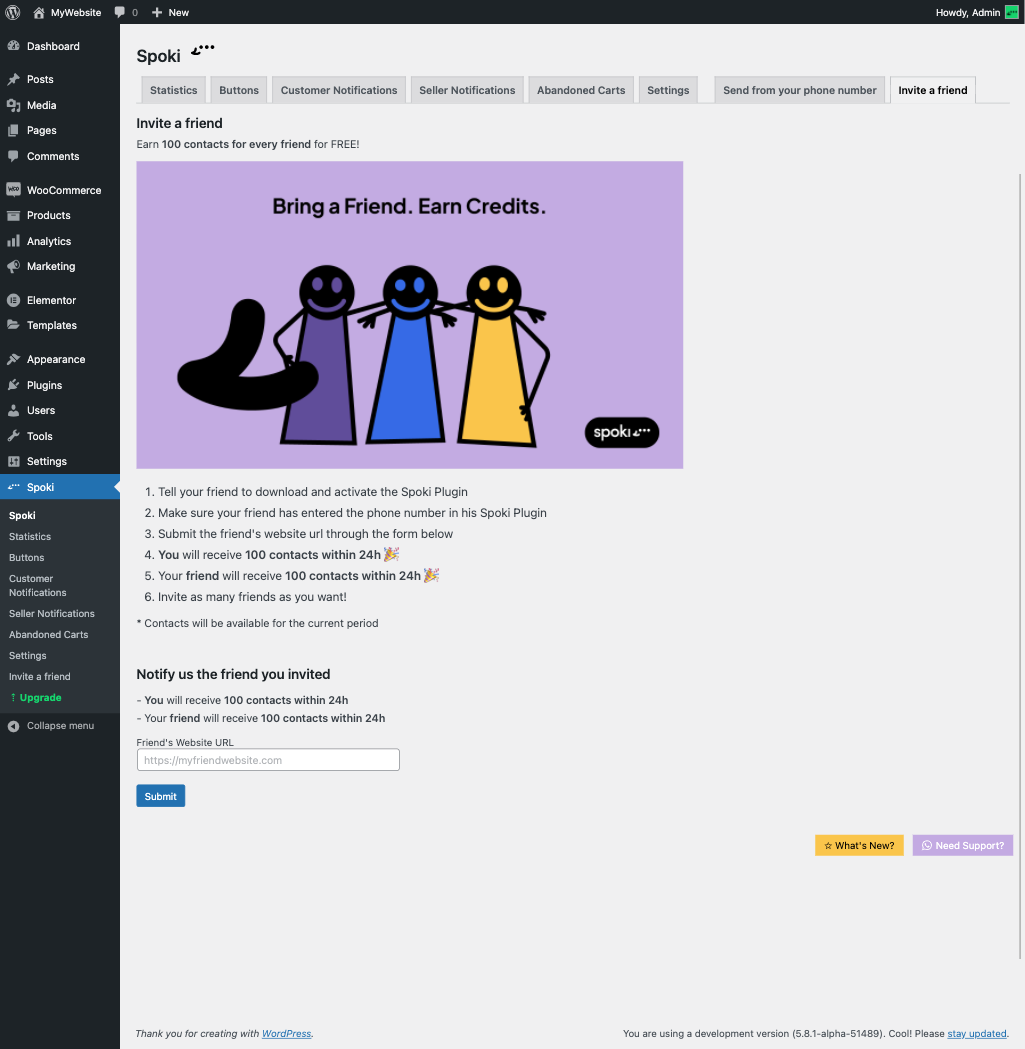 MyWebsite 0 New Howdy, Admin
Dashboard
Posts
Media
Pages
Comments
WooCommerce
Products
Analytics
Marketing
Elementor
Templates
Appearance
Plugins
Users
Tools
Settings
Spoki
Spoki
Statistics
Buttons
Customer
Notifications
Seller Notifications
Abandoned Carts
Settings
Invite a friend
Upgrade
Collapse menu
Spoki
Statistics Buttons Customer Notifications Seller Notifications Abandoned Carts Settings Send from your phone number Invite a friend
Invite a friend
Earn 100 contacts for every friend for FREE!
Bring a Friend. Earn Credits.
spoki
1. Tell your friend to download and activate the Spoki Plugin
2. Make sure your friend has entered the phone number in his Spoki Plugin
3. Submit the friend's website url through the form below
4. You will receive 100 contacts within 24h 🎉
5. Your friend will receive 100 contacts within 24h 🎉
6. Invite as many friends as you want!
* Contacts will be available for the current period
Notify us the friend you invited
- You will receive 100 contacts within 24h
- Your friend will receive 100 contacts within 24h
Friend's Website URL
https://myfriendwebsite.com
Submit
☆ What's New? Need Support?
Thank you for creating with WordPress. You are using a development version (5.8.1-alpha-51489). Cool! Please stay updated.